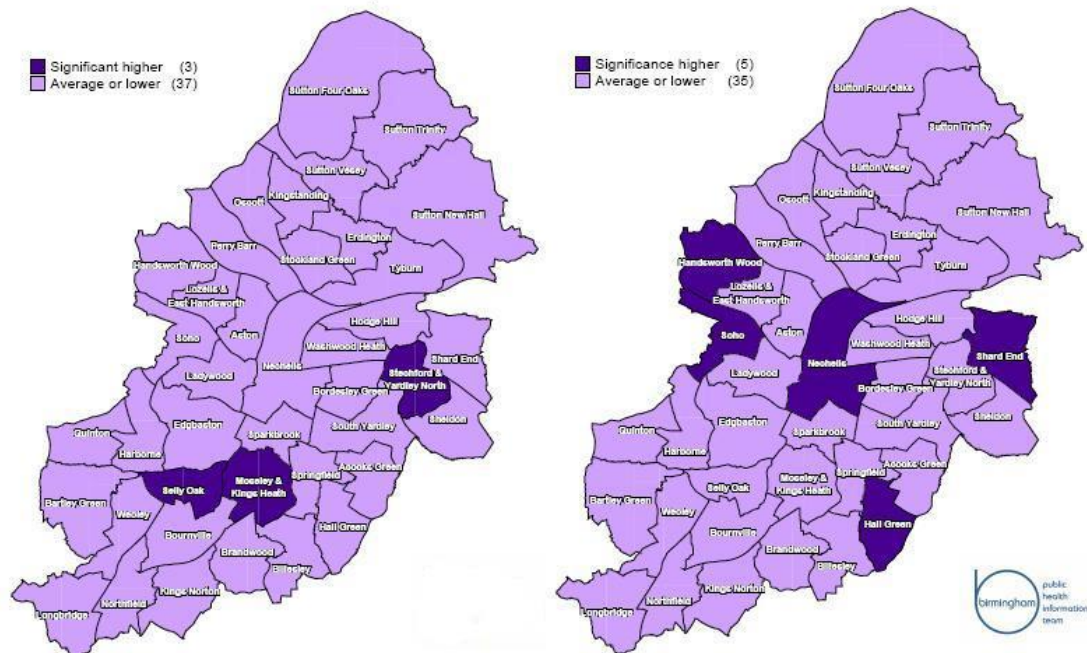 Significant higher (3)
Average or lower (37)
Sutton Four Oaks
Sutton Trinity
Sutton Vesey
Oscott
Kingstanding
Sutton New Hall
Erdington
Perry Barr
Stockland Green
Tyburn
Handsworth Wood
Lozells &
East Handsworth
Hodge Hill
Soho
Aston
Washwood Heath
Shard End
Nechells
Stechford &
Yardley North
Ladywood
Bordesley Green
Sheldon
Edgbaston
South Yardley
Quinton
Sparkbrook
Harborne
Acocks Green
Springfield
Moseley &
Kings Heath
Selly Oak
Bartley Green
Weoley
Hall Green
Bournville
Brandwood
Billesley
Kings Norton
Northfield
Longbridge
Significance higher (5)
Average or lower (35)
Sutton Four Oaks
Sutton Trinity
Sutton Vesey
Oscott
Kingstanding
Sutton New Hall
Erdington
Perry Barr
Stockland Green
Tyburn
Handsworth Wood
Lozells &
East Handsworth
Hodge Hill
Soho
Aston
Washwood Heath
Shard End
Nechells
Stechford &
Yardley North
Ladywood
Bordesley Green
Sheldon
Edgbaston
South Yardley
Quinton
Sparkbrook
Harborne
Acocks Green
Springfield
Moseley &
Kings Heath
Selly Oak
Bartley Green
Weoley
Hall Green
Bournville
Brandwood
Billesley
Kings Norton
Northfield
Longbridge
birmingham
public
health
information
team